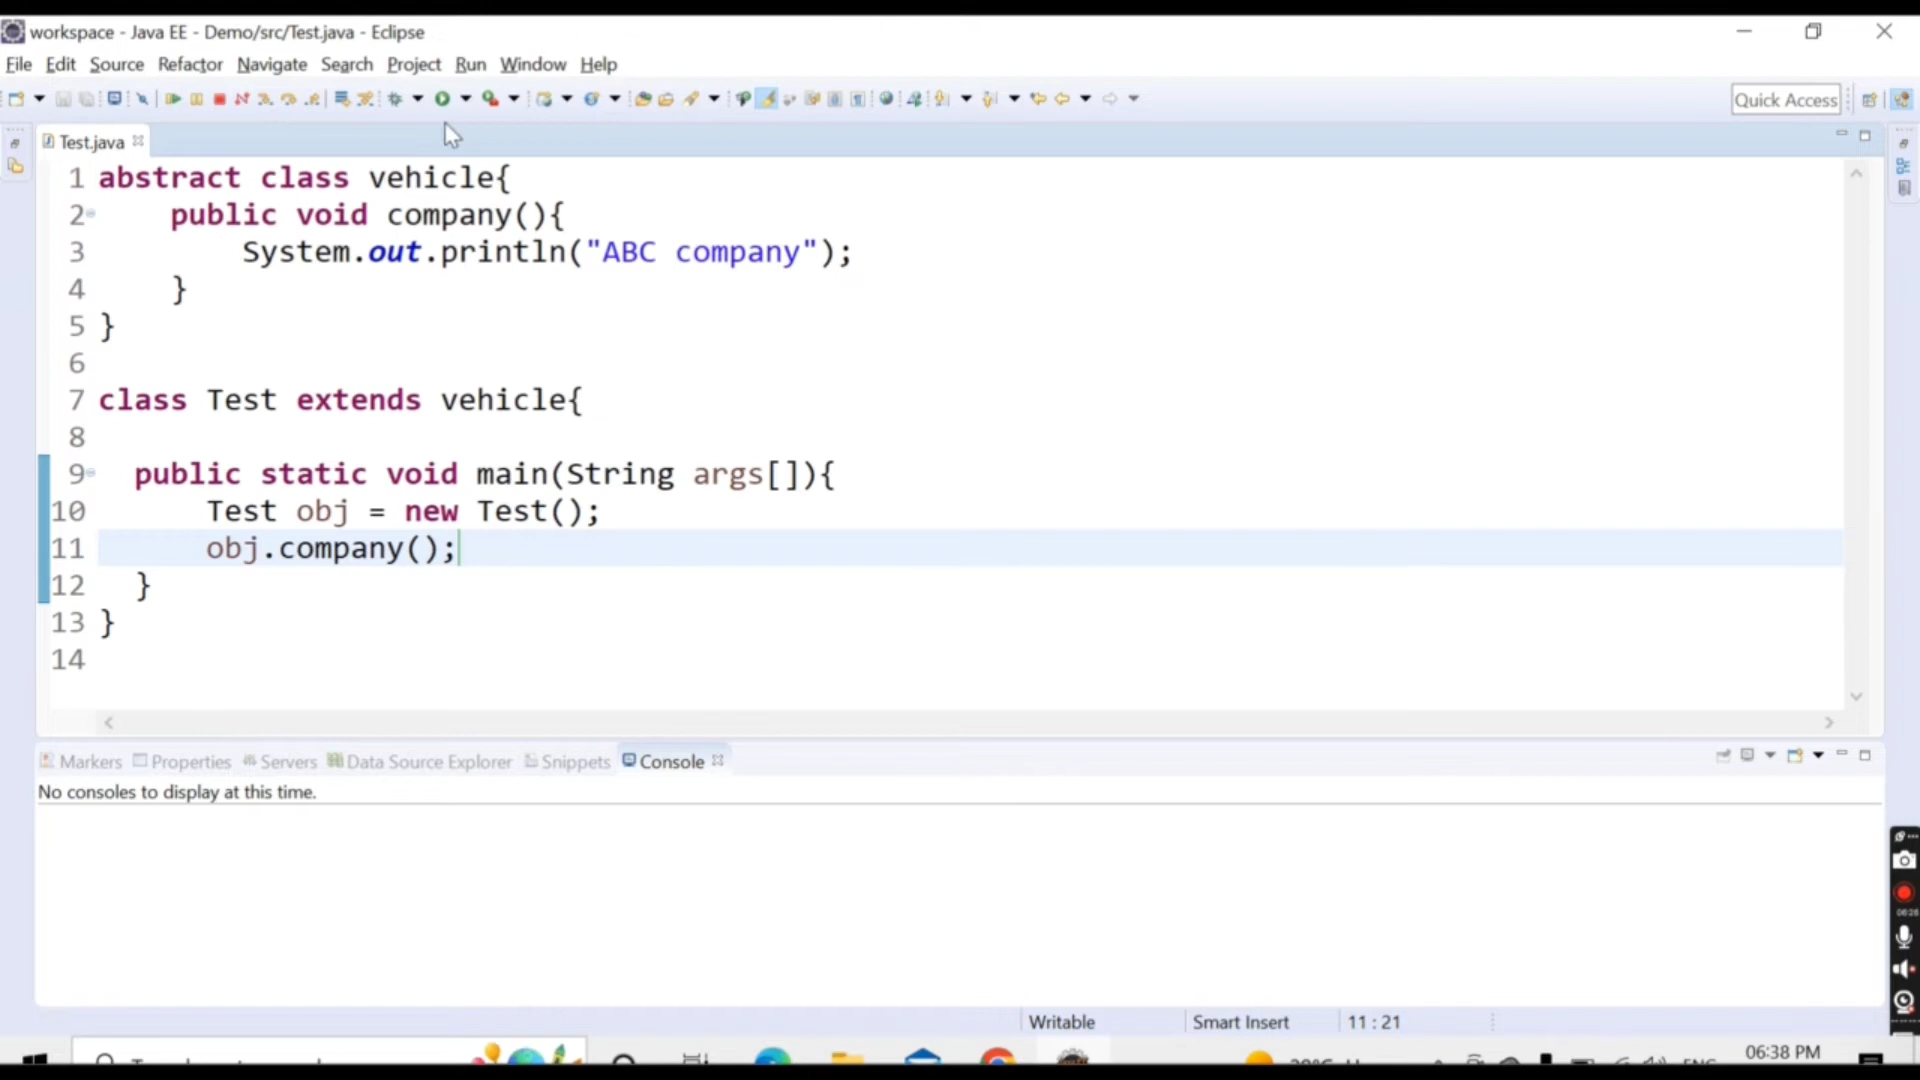 workspace - Java EE - Demo/src/Test.java - Eclipse
File Edit Source Refactor Navigate Search Project Run Window Help
Quick Access
Test.java
1 abstract class vehicle{
2 public void company(){
3 System.out.println("ABC company");
4 }
5 }
6
7 class Test extends vehicle{
8
9 public static void main(String args[]){
10 Test obj = new Test();
11 obj.company();
12 }
13 }
14
Markers Properties Servers Data Source Explorer Snippets Console
No consoles to display at this time.
Writable Smart Insert 11 : 21
06:38 PM